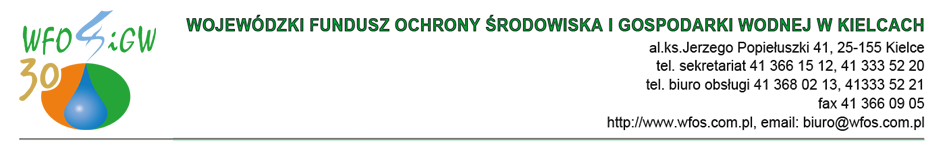 WFOŚiGW
30
WOJEWÓDZKI FUNDUSZ OCHRONY ŚRODOWISKA I GOSPODARKI WODNEJ W KIELCACH
al.ks.Jerzego Popiełuszki 41, 25-155 Kielce
tel. sekretariat 41 366 15 12, 41 333 52 20
tel. biuro obsługi 41 368 02 13, 41333 52 21
fax 41 366 09 05
http://www.wfos.com.pl, email: biuro@wfos.com.pl